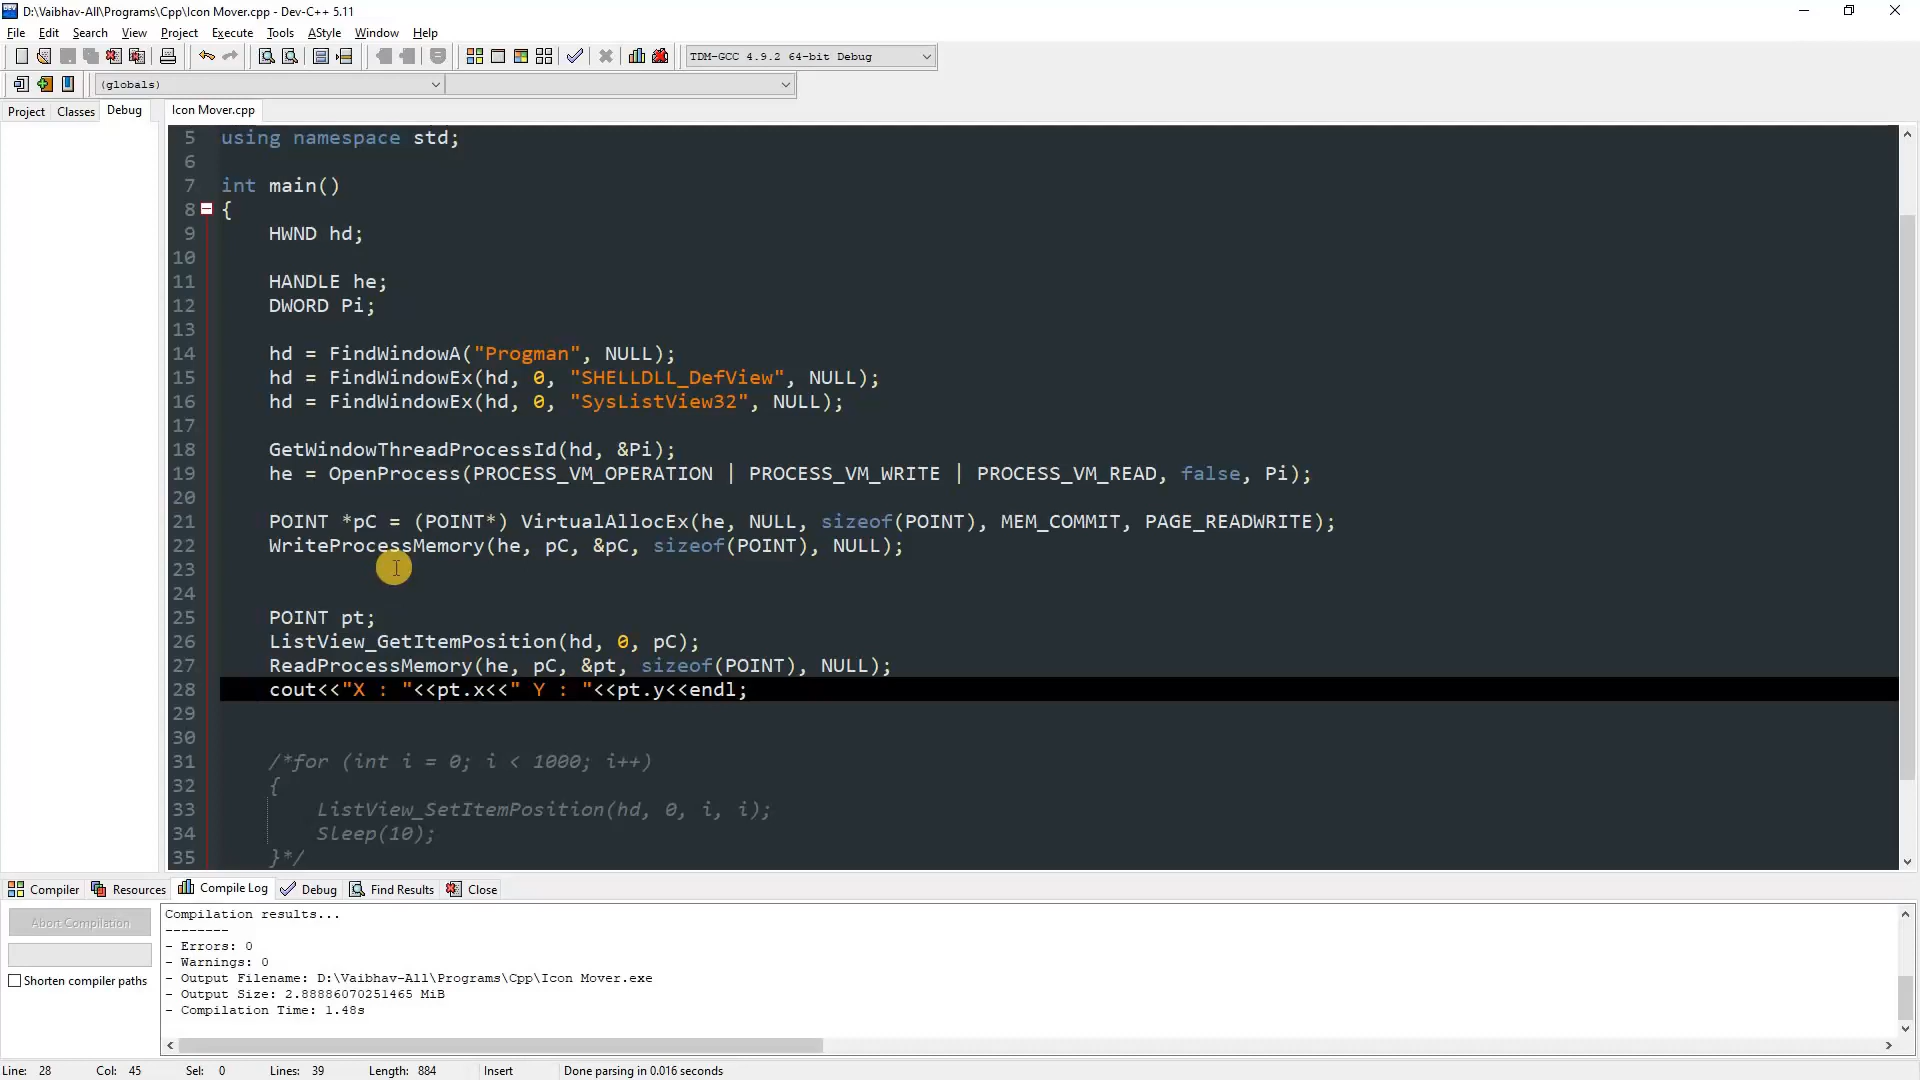 D:\Vaibhav-All\Programs\Cpp\Icon Mover.cpp - Dev-C++ 5.11
File Edit Search View Project Execute Tools AStyle Window Help
TDM-GCC 4.9.2 64-bit Debug
(globals)
Project Classes Debug
Icon Mover.cpp
5 using namespace std;
6
7 int main()
8 {
9 HWND hd;
10
11 HANDLE he;
12 DWORD Pi;
13
14 hd = FindWindowA("Progman", NULL);
15 hd = FindWindowEx(hd, 0, "SHELLDLL_DefView", NULL);
16 hd = FindWindowEx(hd, 0, "SysListView32", NULL);
17
18 GetWindowThreadProcessId(hd, &Pi);
19 he = OpenProcess(PROCESS_VM_OPERATION | PROCESS_VM_WRITE | PROCESS_VM_READ, false, Pi);
20
21 POINT *pC = (POINT*) VirtualAllocEx(he, NULL, sizeof(POINT), MEM_COMMIT, PAGE_READWRITE);
22 WriteProcessMemory(he, pC, &pC, sizeof(POINT), NULL);
23
24
25 POINT pt;
26 ListView_GetItemPosition(hd, 0, pC);
27 ReadProcessMemory(he, pC, &pt, sizeof(POINT), NULL);
28 cout<<"X : "<<pt.x<<" Y : "<<pt.y<<endl;
29
30
31 /*for (int i = 0; i < 1000; i++)
32 {
33 ListView_SetItemPosition(hd, 0, i, i);
34 Sleep(10);
35 }*/
Compiler Resources Compile Log Debug Find Results Close
Abort Compilation
Shorten compiler paths
Compilation results...
--------
- Errors: 0
- Warnings: 0
- Output Filename: D:\Vaibhav-All\Programs\Cpp\Icon Mover.exe
- Output Size: 2.88886070251465 MiB
- Compilation Time: 1.48s
Line: 28 Col: 45 Sel: 0 Lines: 39 Length: 884 Insert Done parsing in 0.016 seconds